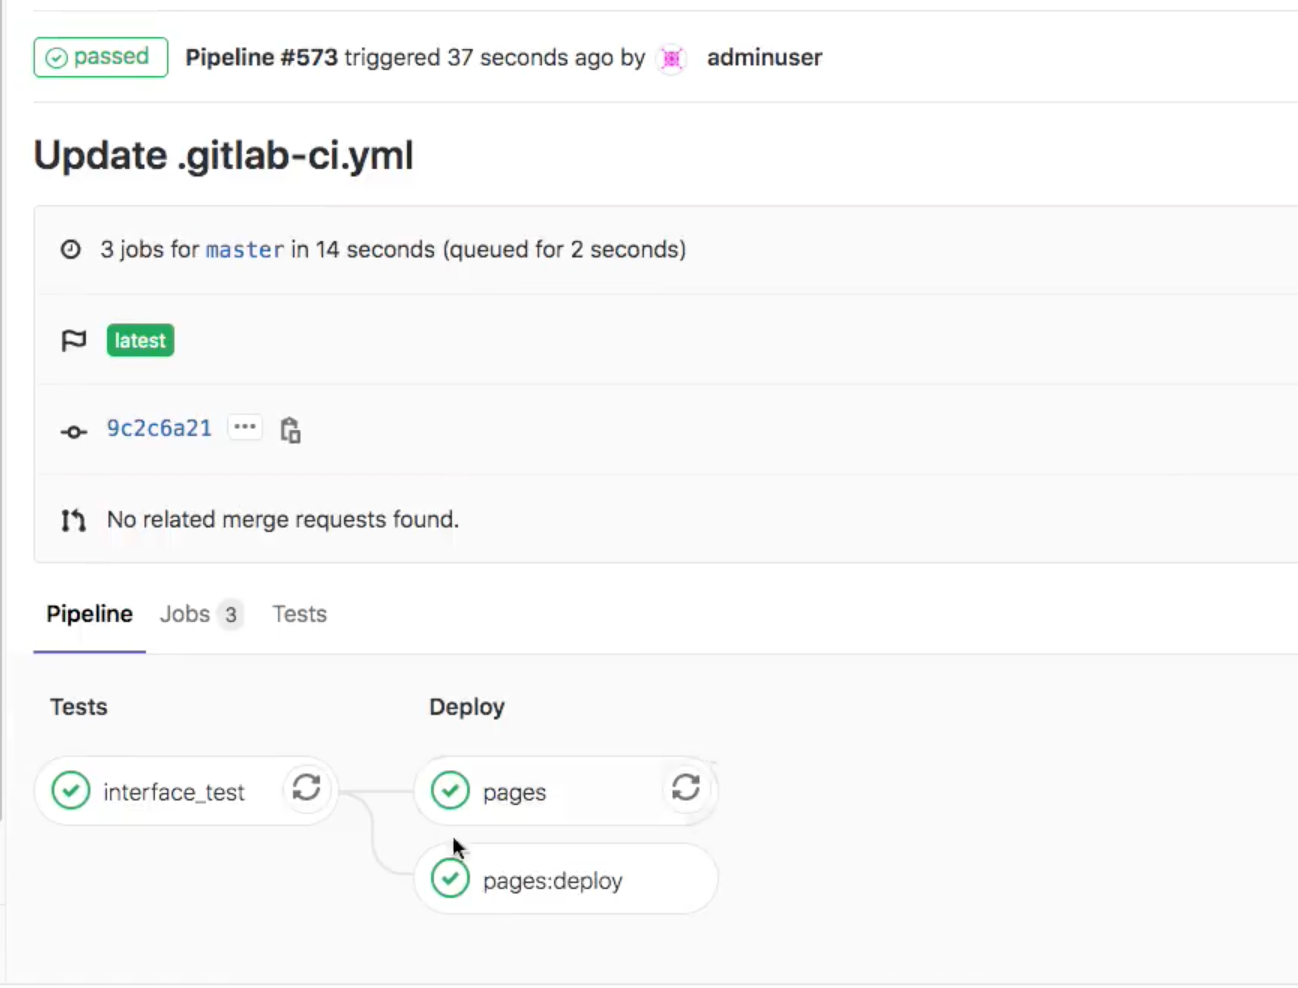 passed Pipeline #573 triggered 37 seconds ago by adminuser
Update .gitlab-ci.yml
3 jobs for master in 14 seconds (queued for 2 seconds)
latest
9c2c6a21 ...
No related merge requests found.
Pipeline Jobs 3 Tests
Tests Deploy
interface_test pages
pages:deploy